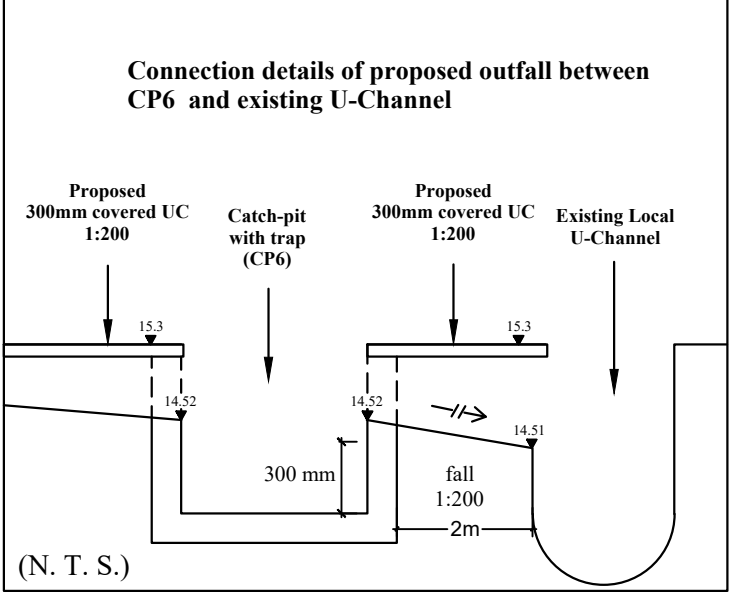 Connection details of proposed outfall between
CP6 and existing U-Channel
Proposed
300mm covered UC
1:200
Catch-pit
with trap
(CP6)
Proposed
300mm covered UC
1:200
Existing Local
U-Channel
15.3
15.3
14.52
14.52
14.51
300 mm
fall
1:200
2m
(N. T. S.)